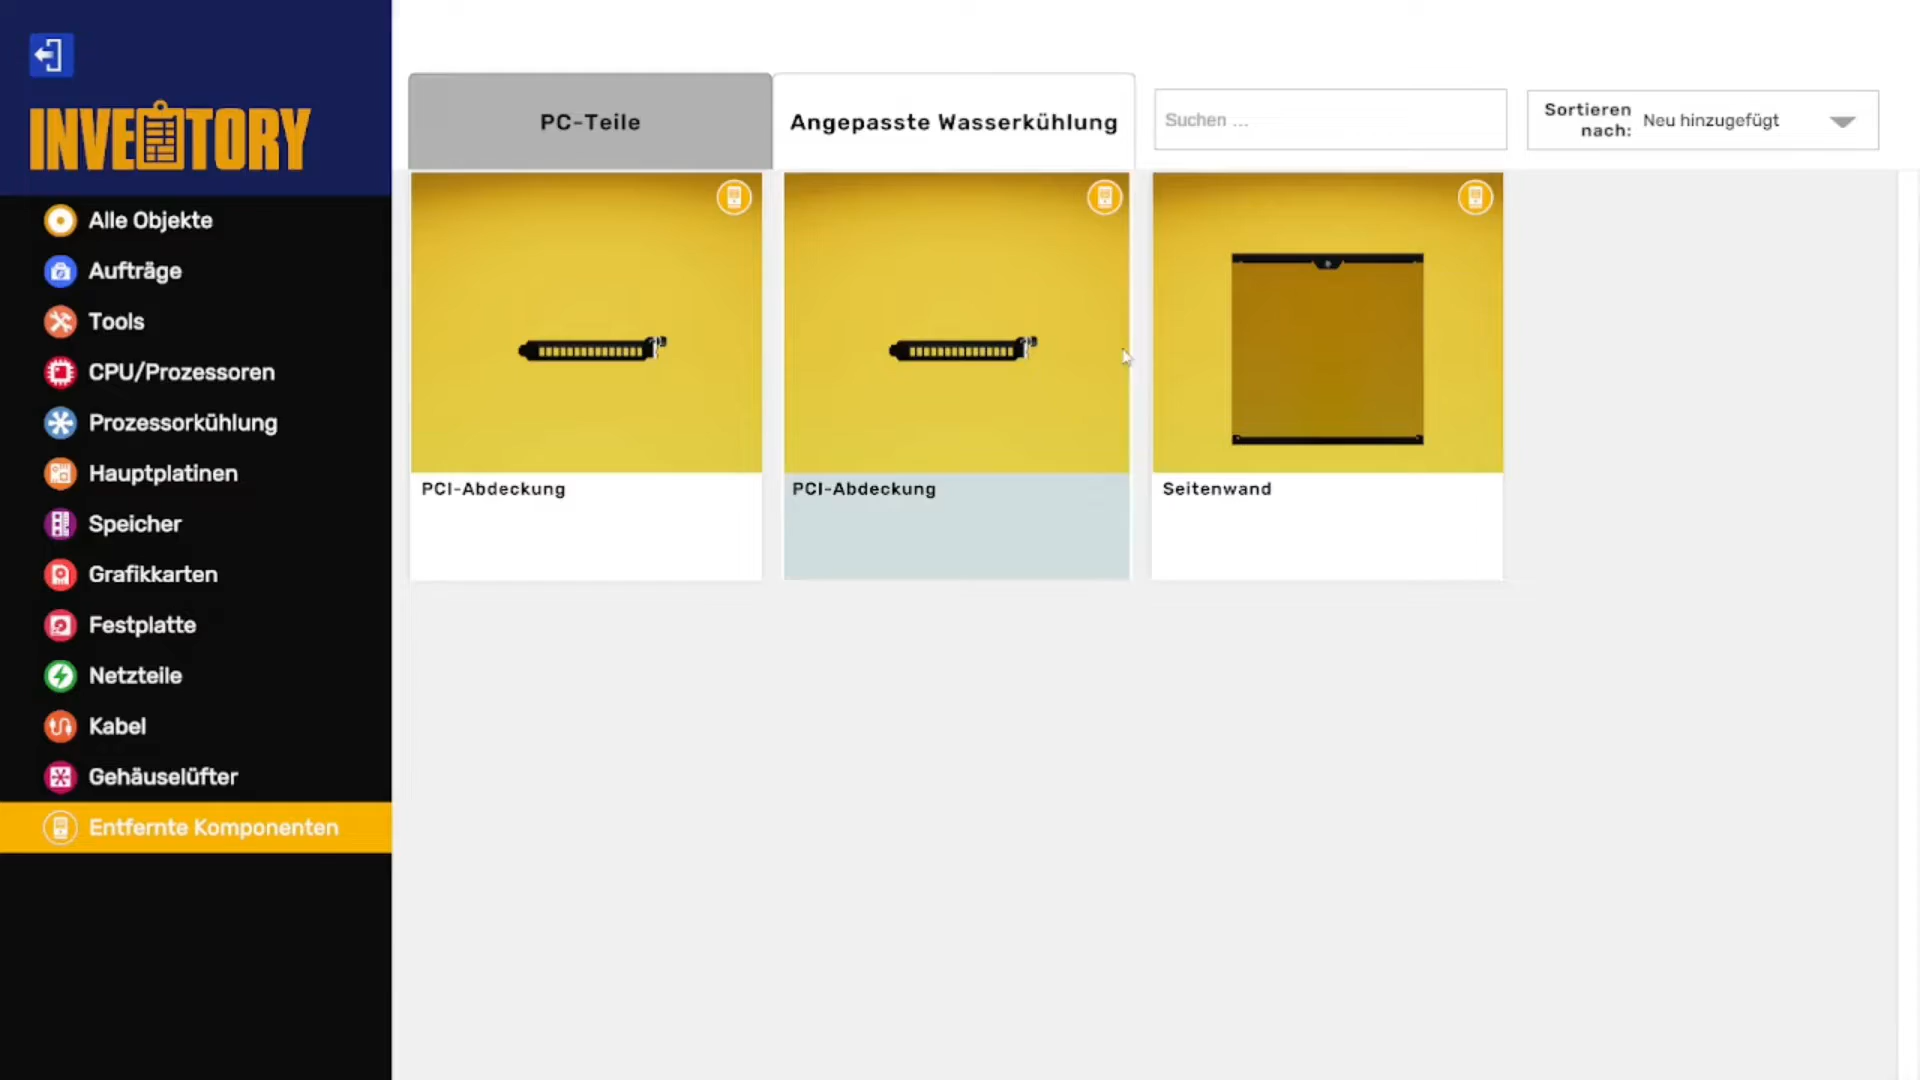 INVENTORY
Alle Objekte
Aufträge
Tools
CPU/Prozessoren
Prozessorkühlung
Hauptplatinen
Speicher
Grafikkarten
Festplatte
Netzteile
Kabel
Gehäuselüfter
Entfernte Komponenten
PC-Teile
Angepasste Wasserkühlung
Suchen ...
Sortieren
nach:
Neu hinzugefügt
PCI-Abdeckung
PCI-Abdeckung
Seitenwand